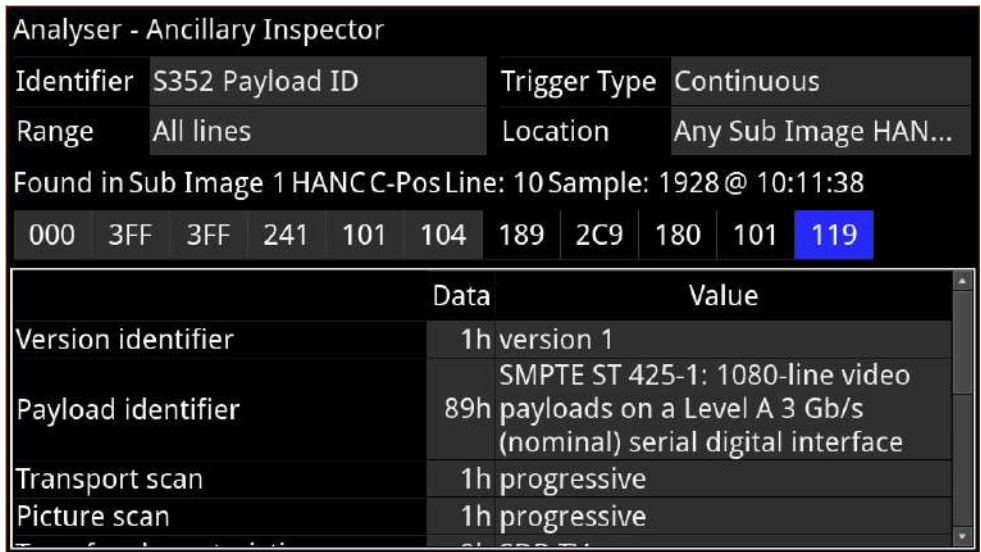 Analyser - Ancillary Inspector
Identifier S352 Payload ID Trigger Type Continuous
Range All lines Location Any Sub Image HAN...
Found in Sub Image 1 HANC C-Pos Line: 10 Sample: 1928 @ 10:11:38
000 3FF 3FF 241 101 104 189 2C9 180 101 119
Data Value
Version identifier 1h version 1
SMPTE ST 425-1: 1080-line video
Payload identifier 89h payloads on a Level A 3 Gb/s
(nominal) serial digital interface
Transport scan 1h progressive
Picture scan 1h progressive